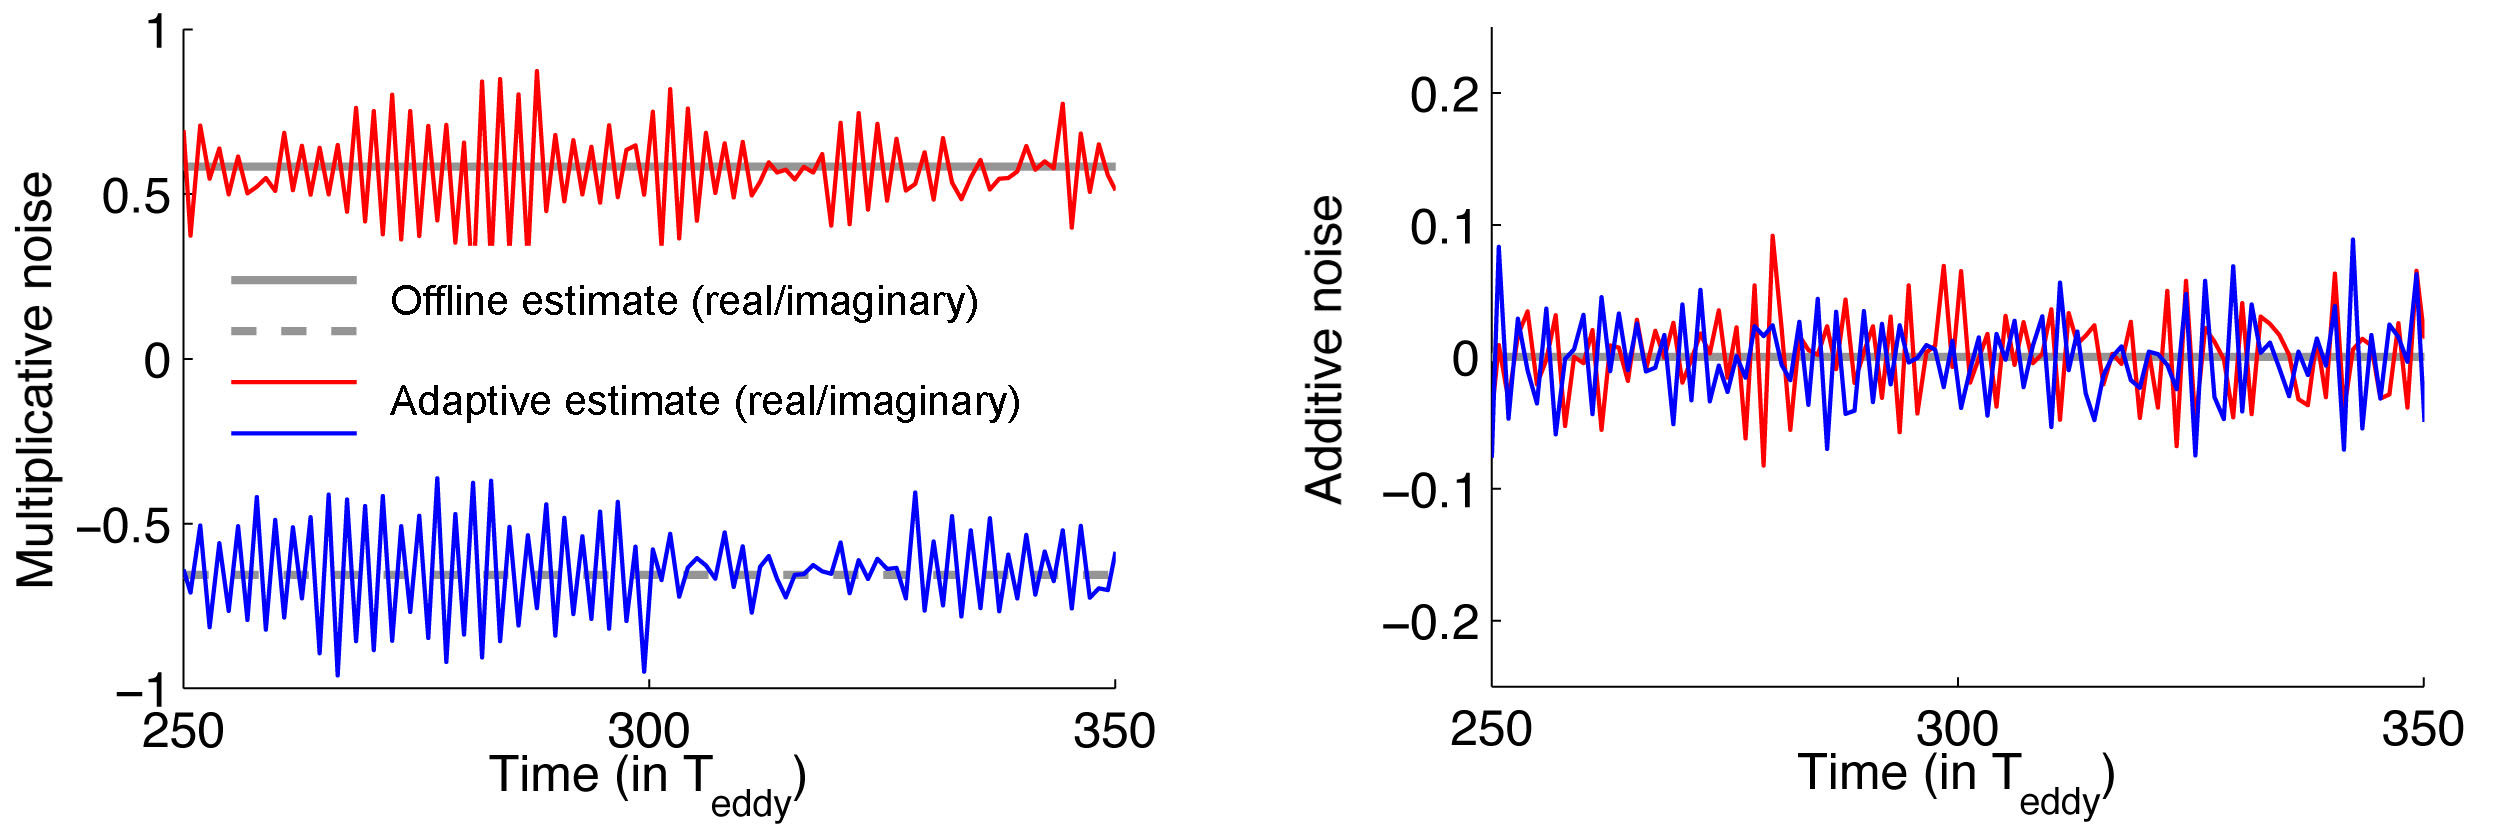 Multiplicative noise
1
0.5
0
−0.5
−1
Offline estimate (real/imaginary)
Adaptive estimate (real/imaginary)
250
300
350
Time (in Teddy)
Additive noise
0.2
0.1
0
−0.1
−0.2
250
300
350
Time (in Teddy)